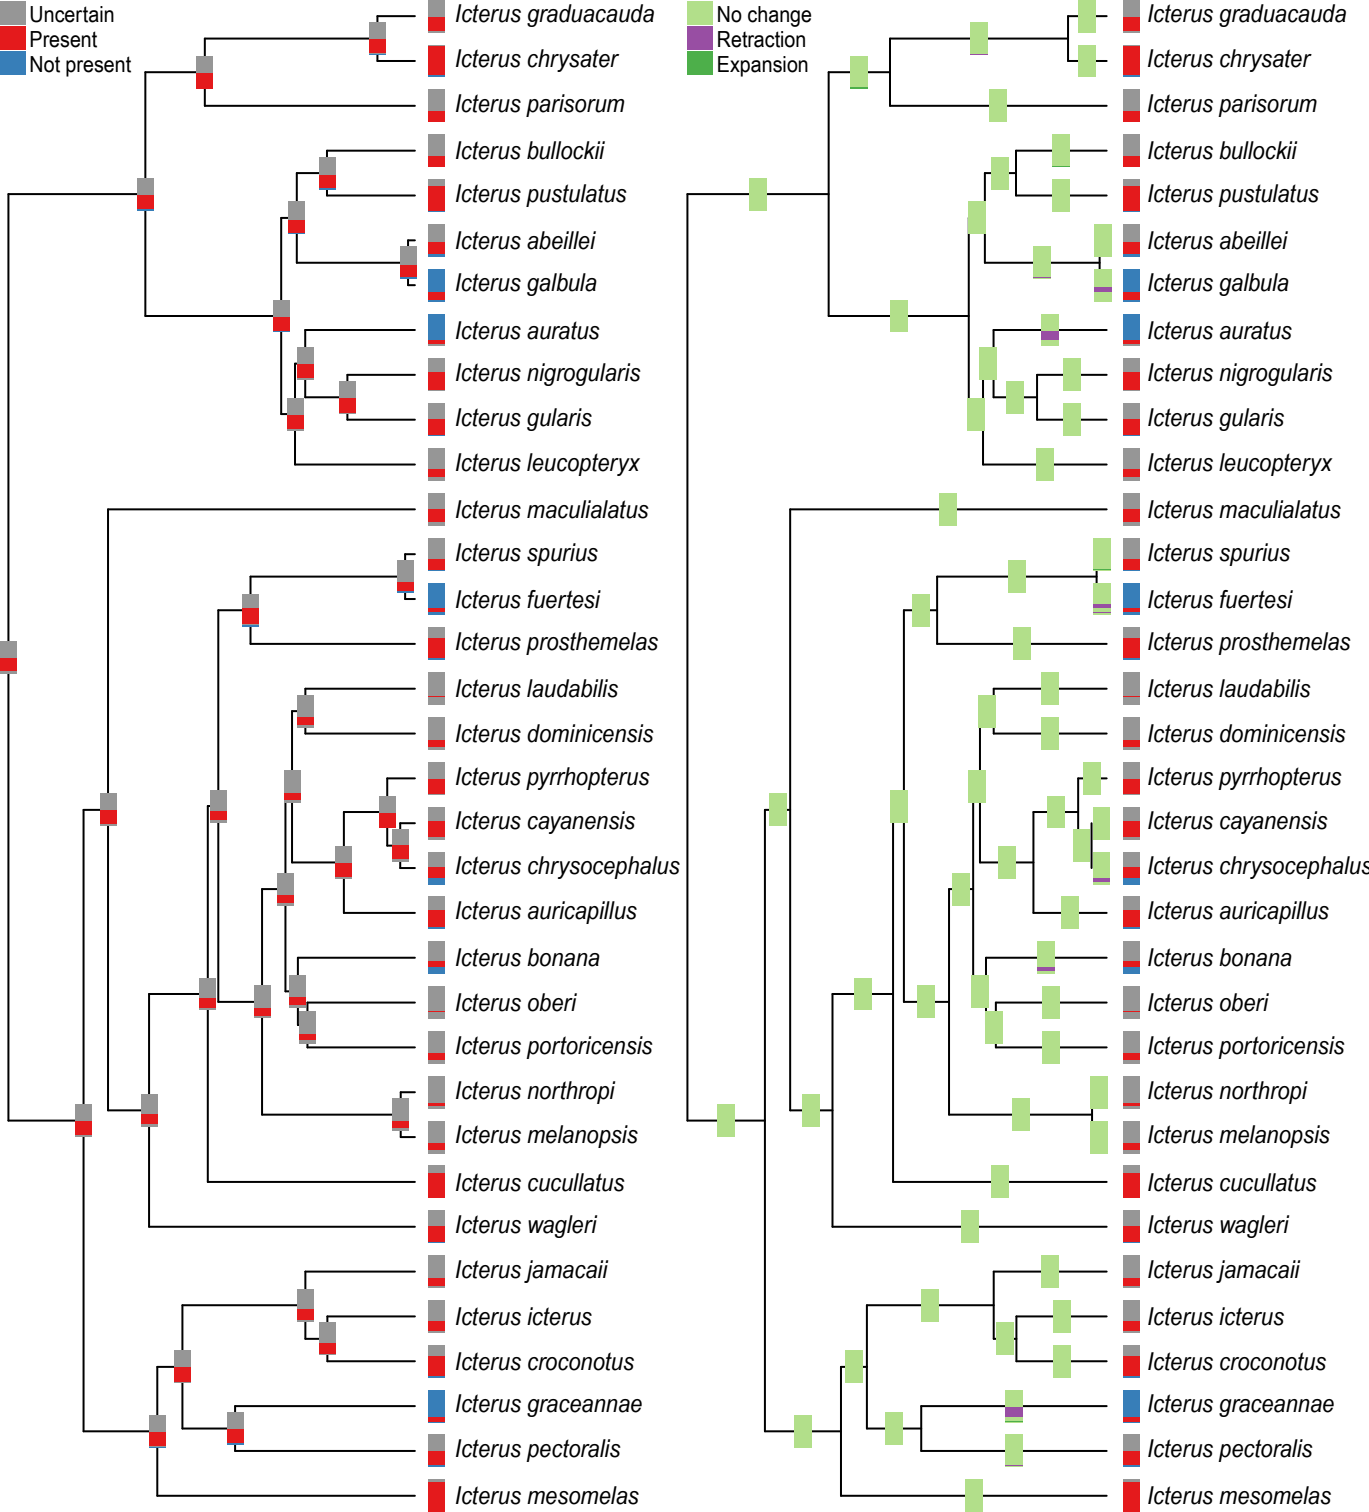 Uncertain
Present
Not present
Icterus graduacauda
Icterus chrysater
Icterus parisorum
Icterus bullockii
Icterus pustulatus
Icterus abeillei
Icterus galbula
Icterus auratus
Icterus nigrogularis
Icterus gularis
Icterus leucopteryx
Icterus maculialatus
Icterus spurius
Icterus fuertesi
Icterus prosthemelas
Icterus laudabilis
Icterus dominicensis
Icterus pyrrhopterus
Icterus cayanensis
Icterus chrysocephalus
Icterus auricapillus
Icterus bonana
Icterus oberi
Icterus portoricensis
Icterus northropi
Icterus melanopsis
Icterus cucullatus
Icterus wagleri
Icterus jamacaii
Icterus icterus
Icterus croconotus
Icterus graceannae
Icterus pectoralis
Icterus mesomelas
No change
Retraction
Expansion
Icterus graduacauda
Icterus chrysater
Icterus parisorum
Icterus bullockii
Icterus pustulatus
Icterus abeillei
Icterus galbula
Icterus auratus
Icterus nigrogularis
Icterus gularis
Icterus leucopteryx
Icterus maculialatus
Icterus spurius
Icterus fuertesi
Icterus prosthemelas
Icterus laudabilis
Icterus dominicensis
Icterus pyrrhopterus
Icterus cayanensis
Icterus chrysocephalus
Icterus auricapillus
Icterus bonana
Icterus oberi
Icterus portoricensis
Icterus northropi
Icterus melanopsis
Icterus cucullatus
Icterus wagleri
Icterus jamacaii
Icterus icterus
Icterus croconotus
Icterus graceannae
Icterus pectoralis
Icterus mesomelas